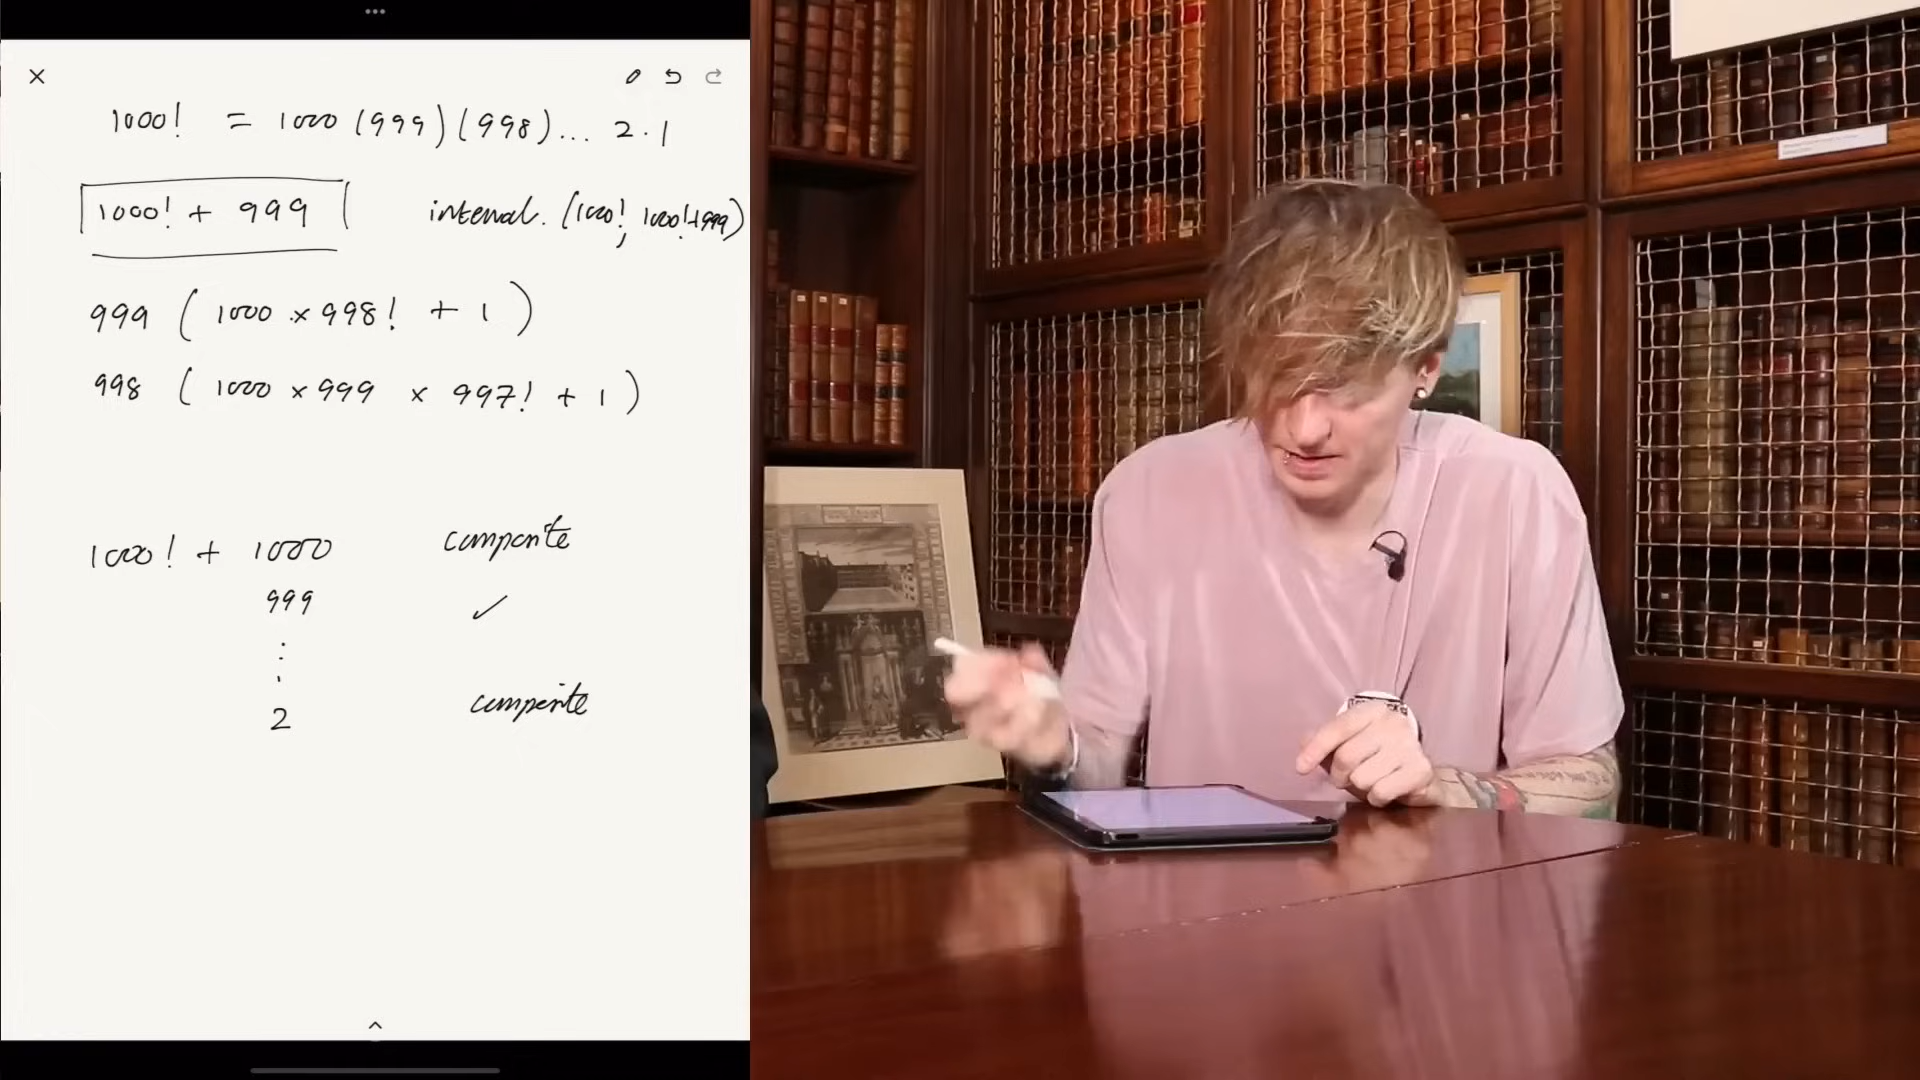 1000! = 1000 (999)(998)... 2.1
1000! + 999 interval. (1000!, 1000!+999)
999 ( 1000 × 998! + 1 )
998 ( 1000 × 999 × 997! + 1 )
1000! + 1000 composite
999 ✓
⋮
2 composite